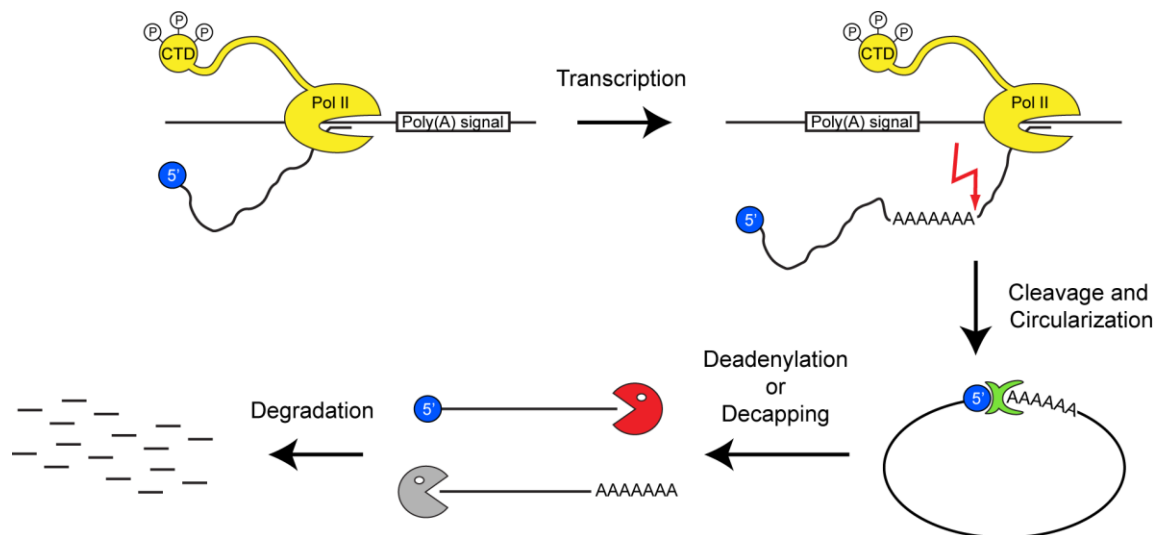 P
P
P
CTD
Pol II
Poly(A) signal
5'
Transcription
P
P
P
CTD
Pol II
Poly(A) signal
5'
AAAAAAA
Cleavage and
Circularization
5'
AAAAAA
Deadenylation
or
Decapping
5'
AAAAAAA
Degradation